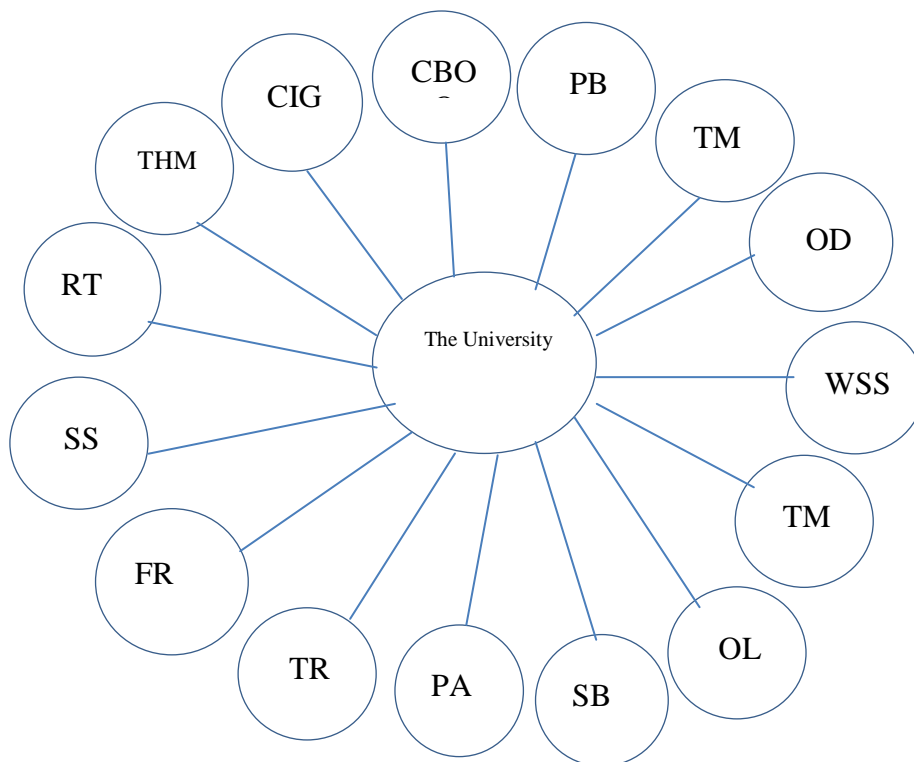 CBO
PB
CIG
TM
THM
OD
RT
The University
WSS
SS
TM
FR
OL
TR
PA
SB